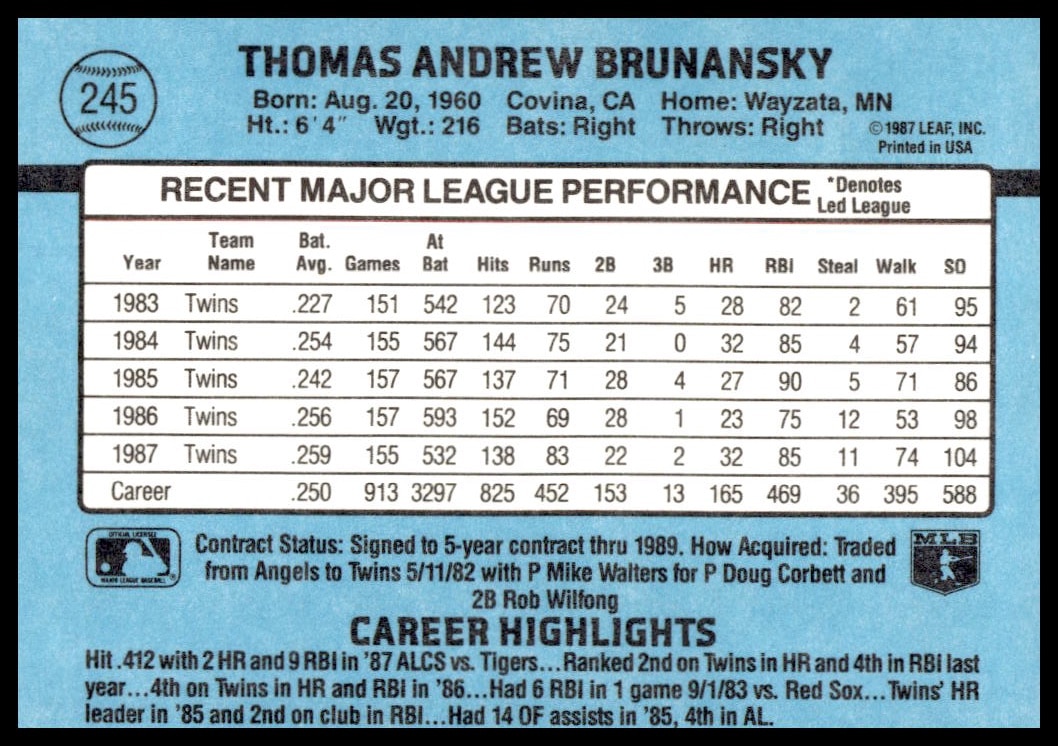 245
THOMAS ANDREW BRUNANSKY
Born: Aug. 20, 1960 Covina, CA Home: Wayzata, MN
Ht.: 6'4" Wgt.: 216 Bats: Right Throws: Right
©1987 LEAF, INC.
Printed in USA
RECENT MAJOR LEAGUE PERFORMANCE *Denotes Led League
Year Team Name Bat. Avg. Games At Bat Hits Runs 2B 3B HR RBI Steal Walk SO
1983 Twins .227 151 542 123 70 24 5 28 82 2 61 95
1984 Twins .254 155 567 144 75 21 0 32 85 4 57 94
1985 Twins .242 157 567 137 71 28 4 27 90 5 71 86
1986 Twins .256 157 593 152 69 28 1 23 75 12 53 98
1987 Twins .259 155 532 138 83 22 2 32 85 11 74 104
Career .250 913 3297 825 452 153 13 165 469 36 395 588
OFFICIAL LICENSEE
MAJOR LEAGUE BASEBALL
®
MLB
Contract Status: Signed to 5-year contract thru 1989. How Acquired: Traded
from Angels to Twins 5/11/82 with P Mike Walters for P Doug Corbett and
2B Rob Wilfong
CAREER HIGHLIGHTS
Hit .412 with 2 HR and 9 RBI in '87 ALCS vs. Tigers...Ranked 2nd on Twins in HR and 4th in RBI last
year...4th on Twins in HR and RBI in '86...Had 6 RBI in 1 game 9/1/83 vs. Red Sox...Twins' HR
leader in '85 and 2nd on club in RBI...Had 14 OF assists in '85, 4th in AL.